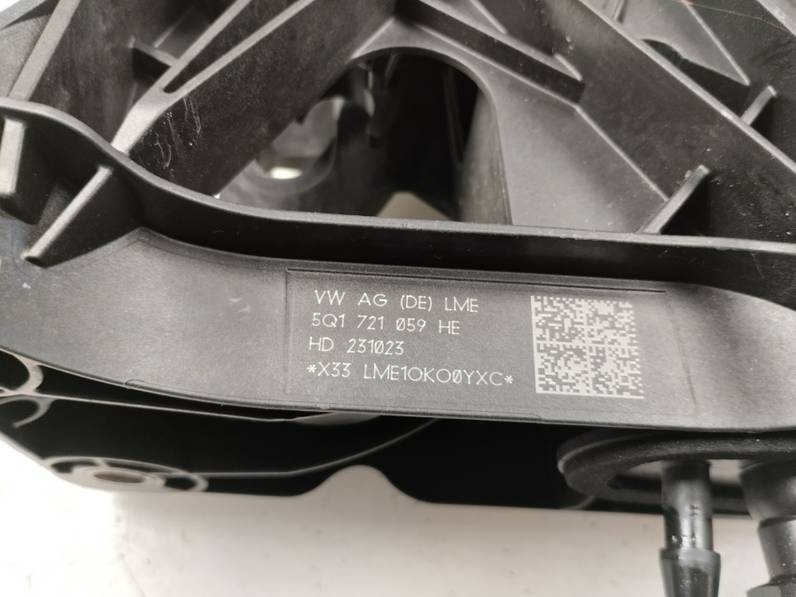 VW AG (DE) LME
5Q1 721 059 HE
HD 231023
*X33 LME1OKO0YXC*